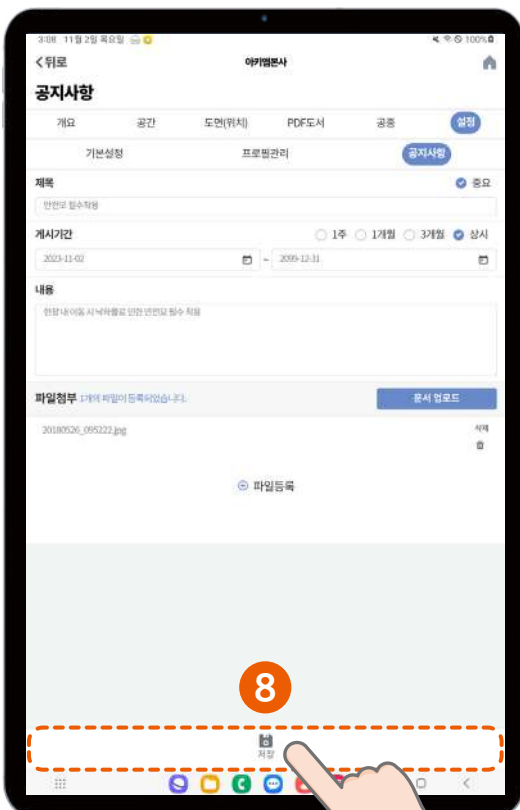 3:08 11월 2일 목요일 100%
<뒤로 아키엠본사
공지사항
개요 공간 도면(위치) PDF도서 공종 설정
기본설정 프로필관리 공지사항
제목 중요
안전모 필수착용
게시기간 1주 1개월 3개월 상시
2023-11-02 ~ 2099-12-31
내용
현장 내 이동 시 낙하물로 인한 안전모 필수 착용
파일첨부 1개의 파일이 등록되었습니다. 문서 업로드
20180526_095222.jpg 삭제
파일등록
8
저장